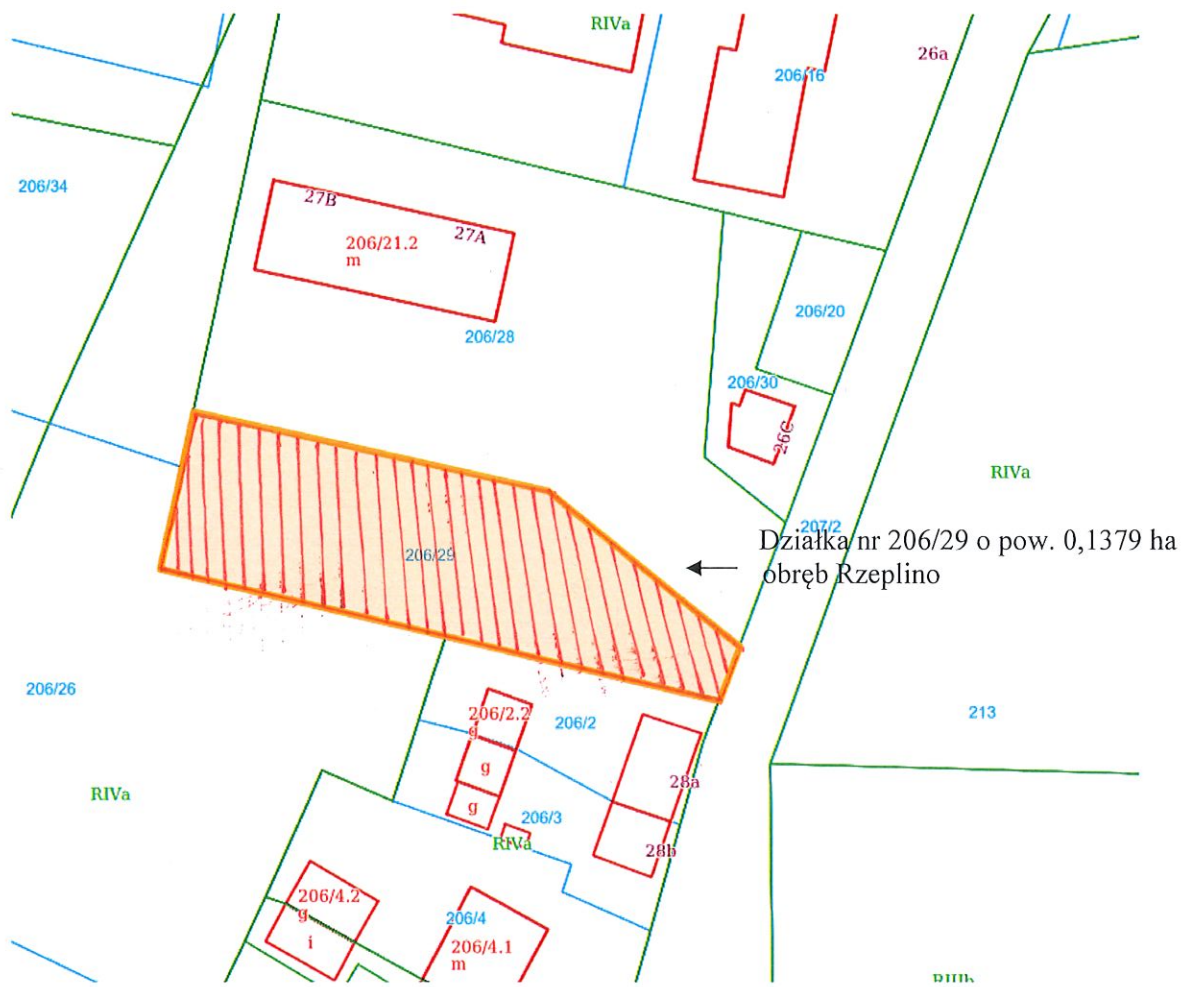 RIVa
26a
206/16
206/34
27B
27A
206/21.2
m
206/20
206/28
206/30
26C
RIVa
207/2
Działka nr 206/29 o pow. 0,1379 ha
obręb Rzeplino
206/29
206/26
206/2.2
g
206/2
213
g
28a
RIVa
g
206/3
RIVa
28b
206/4.2
g
i
206/4
206/4.1
m